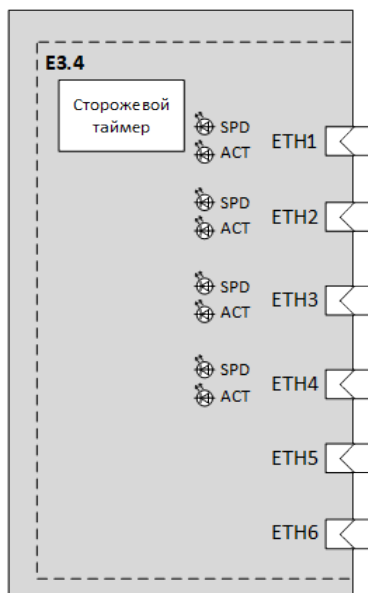 E3.4
Сторожевой
таймер
SPD
ACT
ETH1
SPD
ACT
ETH2
SPD
ACT
ETH3
SPD
ACT
ETH4
ETH5
ETH6